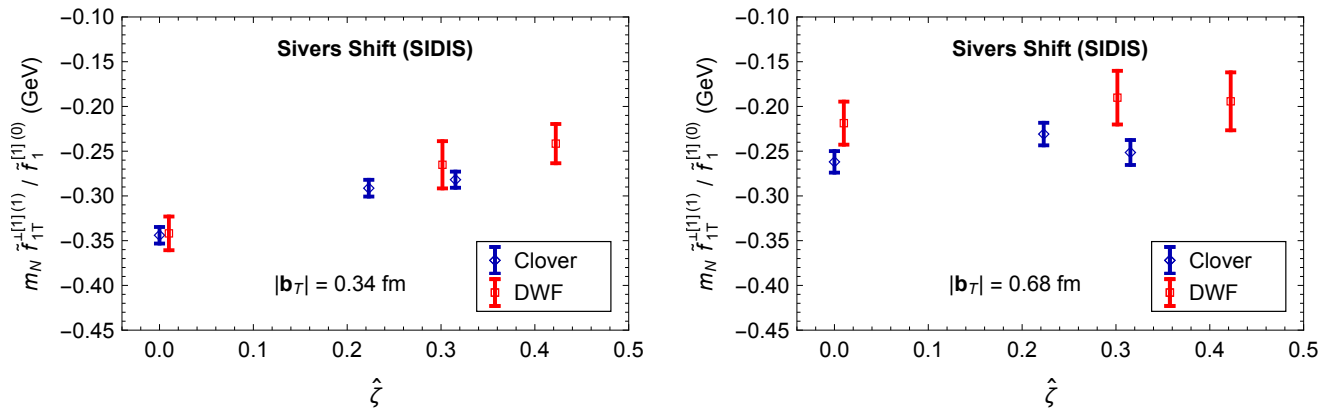 Sivers Shift (SIDIS)
m_N f̃_{1T}^{⊥[1](1)} / f̃_1^{[1](0)} (GeV)
−0.10
−0.15
−0.20
−0.25
−0.30
−0.35
−0.40
−0.45
|b_T| = 0.34 fm
Clover
DWF
0.0 0.1 0.2 0.3 0.4 0.5
ζ̂
Sivers Shift (SIDIS)
m_N f̃_{1T}^{⊥[1](1)} / f̃_1^{[1](0)} (GeV)
−0.10
−0.15
−0.20
−0.25
−0.30
−0.35
−0.40
−0.45
|b_T| = 0.68 fm
Clover
DWF
0.0 0.1 0.2 0.3 0.4 0.5
ζ̂